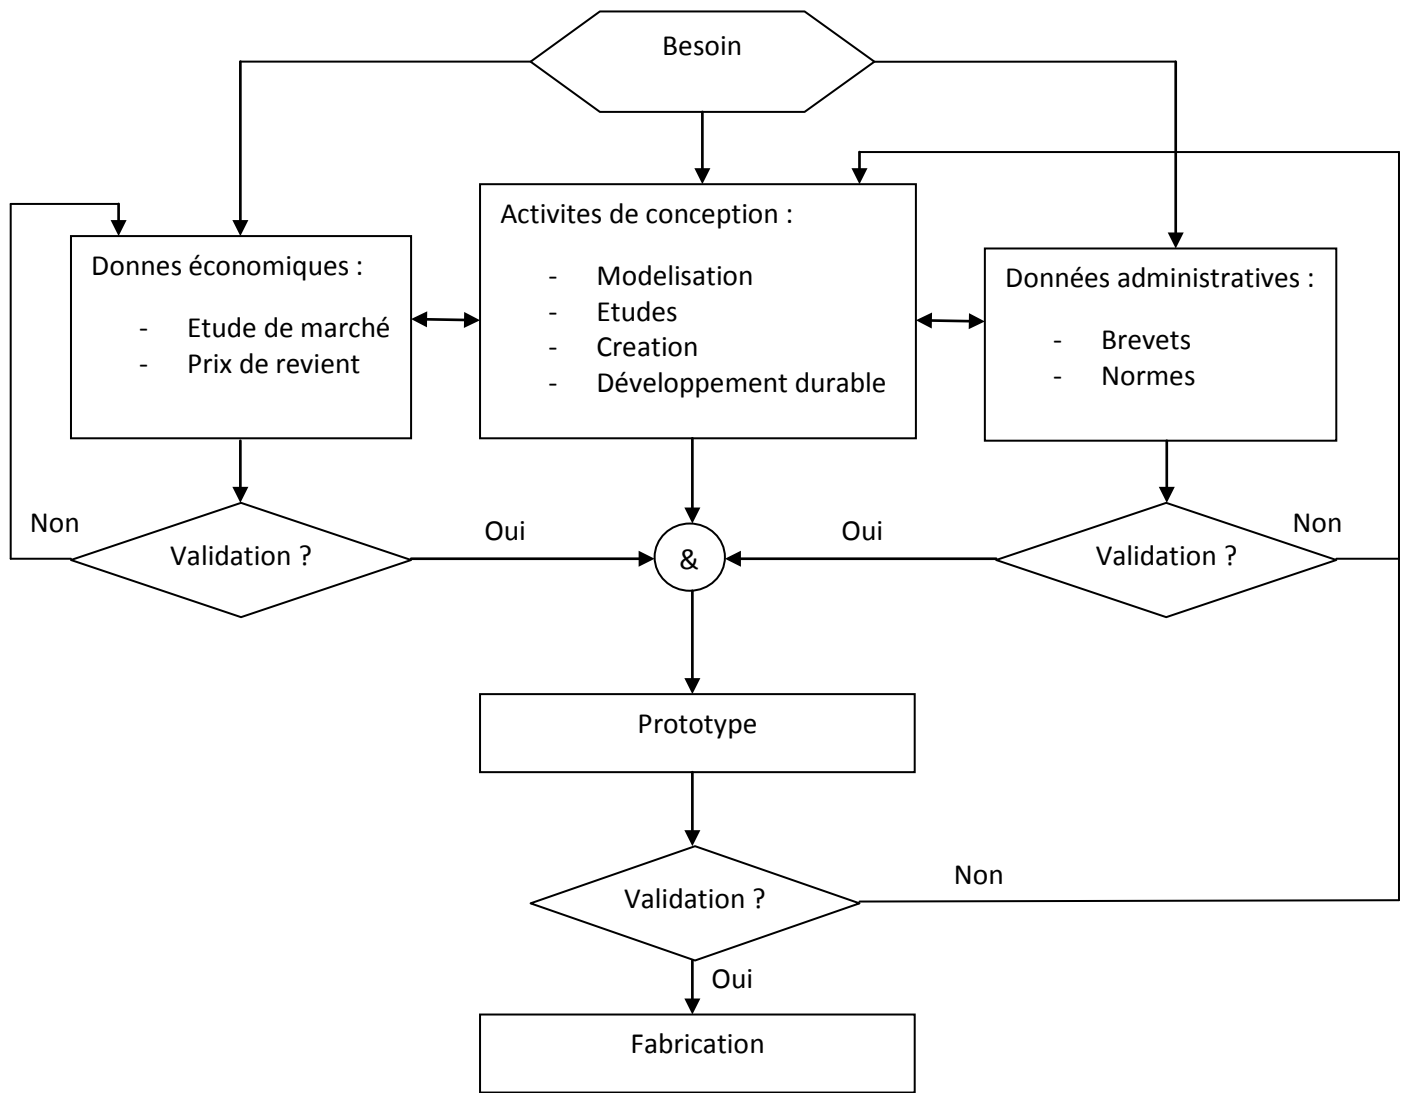 Besoin
Donnes économiques :
- Etude de marché
- Prix de revient
Activites de conception :
- Modelisation
- Etudes
- Creation
- Développement durable
Données administratives :
- Brevets
- Normes
Non
Validation ?
Oui
&
Oui
Validation ?
Non
Prototype
Validation ?
Non
Oui
Fabrication